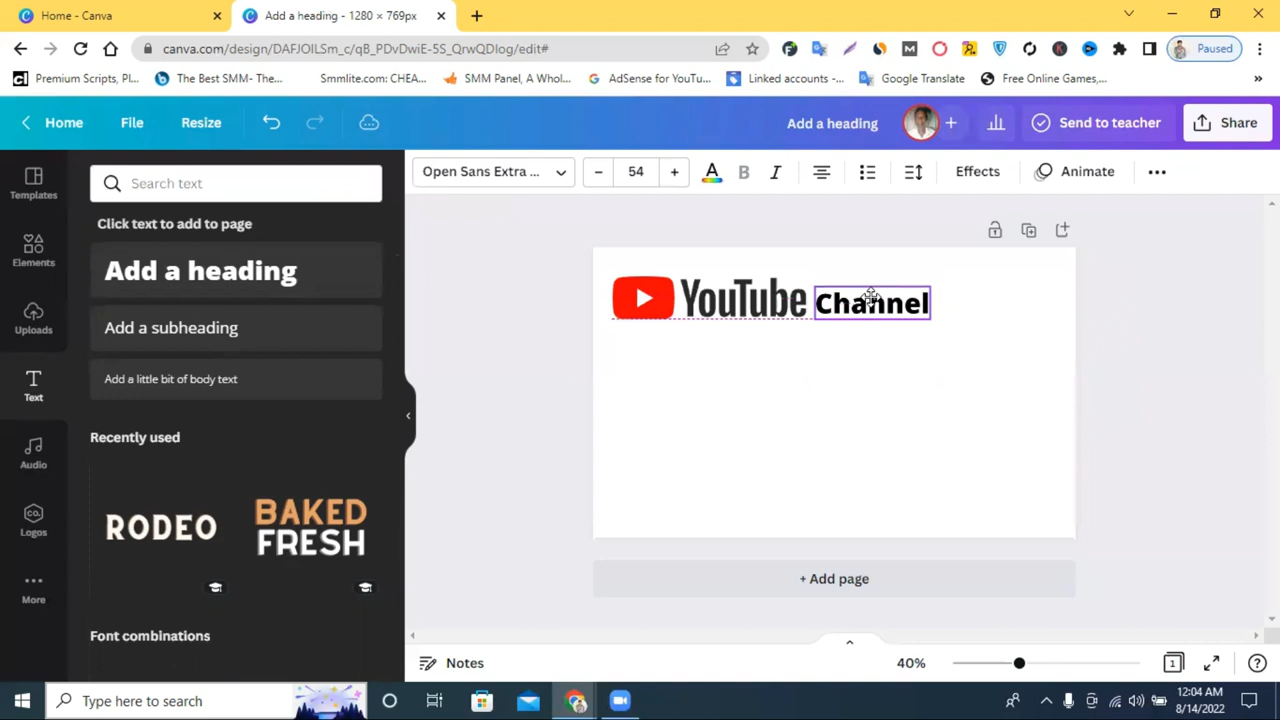 Home - Canva
Add a heading - 1280 × 769px
canva.com/design/DAFJOILSm_c/qB_PDvDwiE-5S_QrwQDlog/edit#
Paused
Premium Scripts, Pl...
The Best SMM- The...
Smmlite.com: CHEA...
SMM Panel, A Whol...
AdSense for YouTu...
Linked accounts -...
Google Translate
Free Online Games,...
»
Home
File
Resize
Add a heading
Send to teacher
Share
Templates
Elements
Uploads
Text
Audio
Logos
More
Search text
Click text to add to page
Add a heading
Add a subheading
Add a little bit of body text
Recently used
RODEO
BAKED
FRESH
Font combinations
Open Sans Extra ...
54
A
B
I
Effects
Animate
YouTube
Channel
+ Add page
Notes
40%
1
Type here to search
12:04 AM
8/14/2022